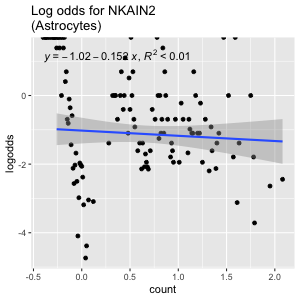 Log odds for NKAIN2
(Astrocytes)
y = − 1.02 − 0.152 x, R² < 0.01
0
-2
-4
logodds
-0.5 0.0 0.5 1.0 1.5 2.0
count